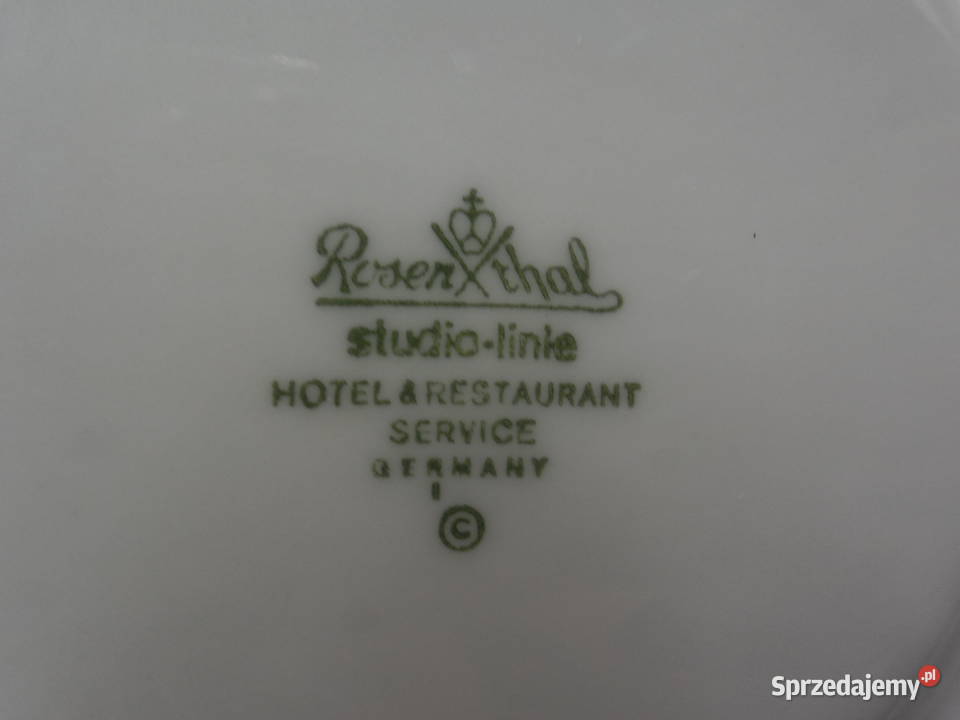 Rosenthal
studio-linie
HOTEL & RESTAURANT
SERVICE
GERMANY
I
©
Sprzedajemy.pl